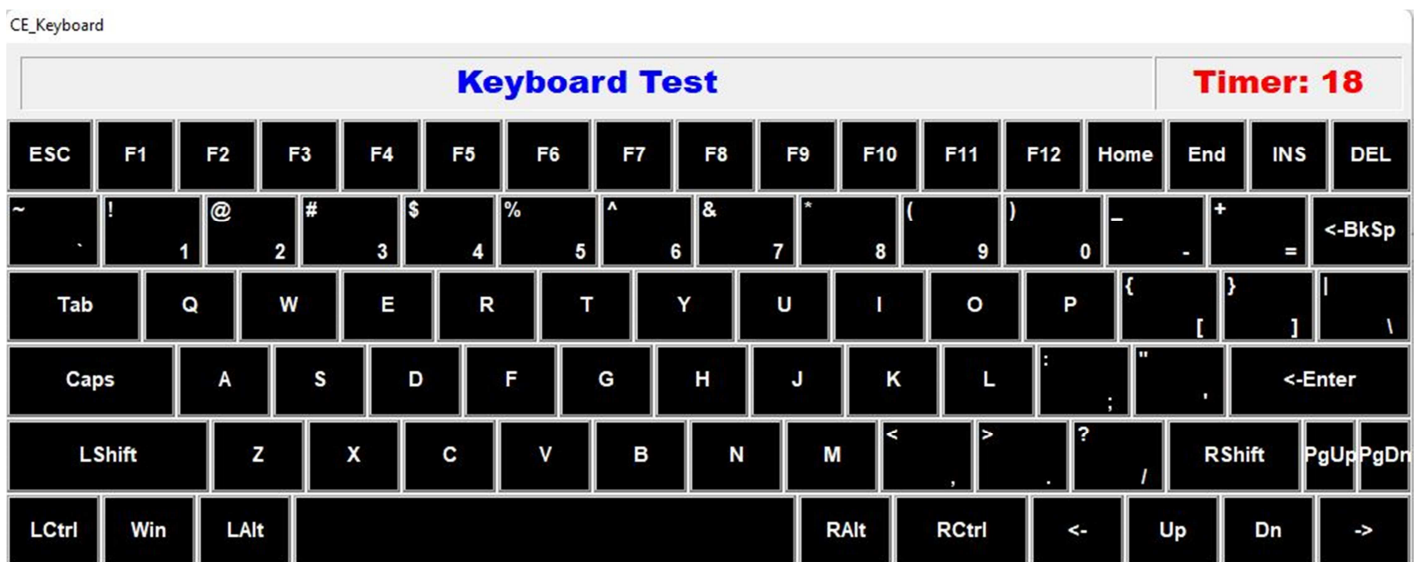 CE_Keyboard
Keyboard Test Timer: 18
ESC F1 F2 F3 F4 F5 F6 F7 F8 F9 F10 F11 F12 Home End INS DEL
~ ! @ # $ % ^ & * ( ) _ +
` 1 2 3 4 5 6 7 8 9 0 - = <-BkSp
Tab Q W E R T Y U I O P { [ } ] | \
Caps A S D F G H J K L : ; " ' <-Enter
LShift Z X C V B N M < , > . ? / RShift PgUp PgDn
LCtrl Win LAlt RAlt RCtrl <- Up Dn ->